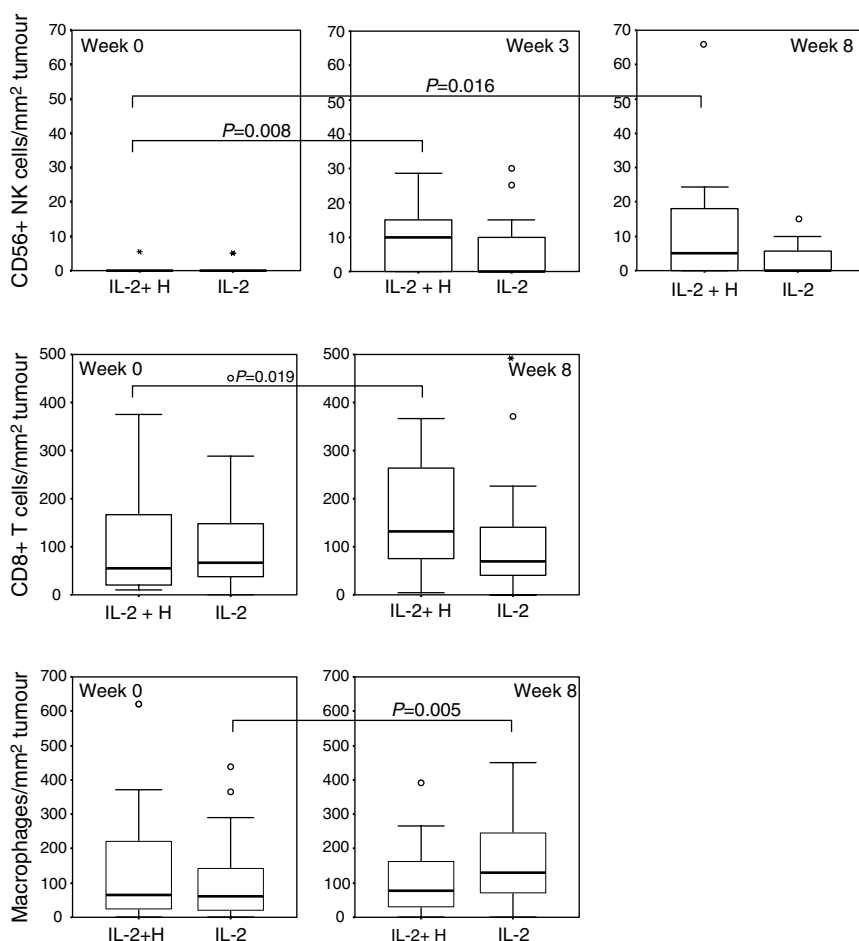 CD56+ NK cells/mm² tumour
70
60
50
40
30
20
10
0
Week 0
IL-2+ H
IL-2
70
60
50
40
30
20
10
0
Week 3
IL-2 + H
IL-2
70
60
50
40
30
20
10
0
Week 8
IL-2 + H
IL-2
P=0.016
P=0.008
CD8+ T cells/mm² tumour
500
400
300
200
100
0
Week 0
IL-2 + H
IL-2
P=0.019
500
400
300
200
100
0
Week 8
IL-2+ H
IL-2
Macrophages/mm² tumour
700
600
500
400
300
200
100
0
Week 0
IL-2+H
IL-2
P=0.005
700
600
500
400
300
200
100
0
Week 8
IL-2+ H
IL-2